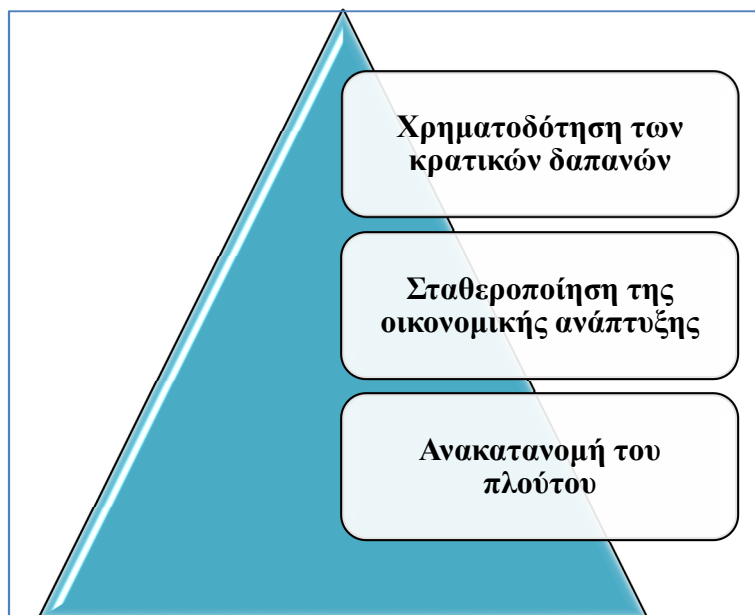 Χρηματοδότηση των
κρατικών δαπανών
Σταθεροποίηση της
οικονομικής ανάπτυξης
Ανακατανομή του
πλούτου